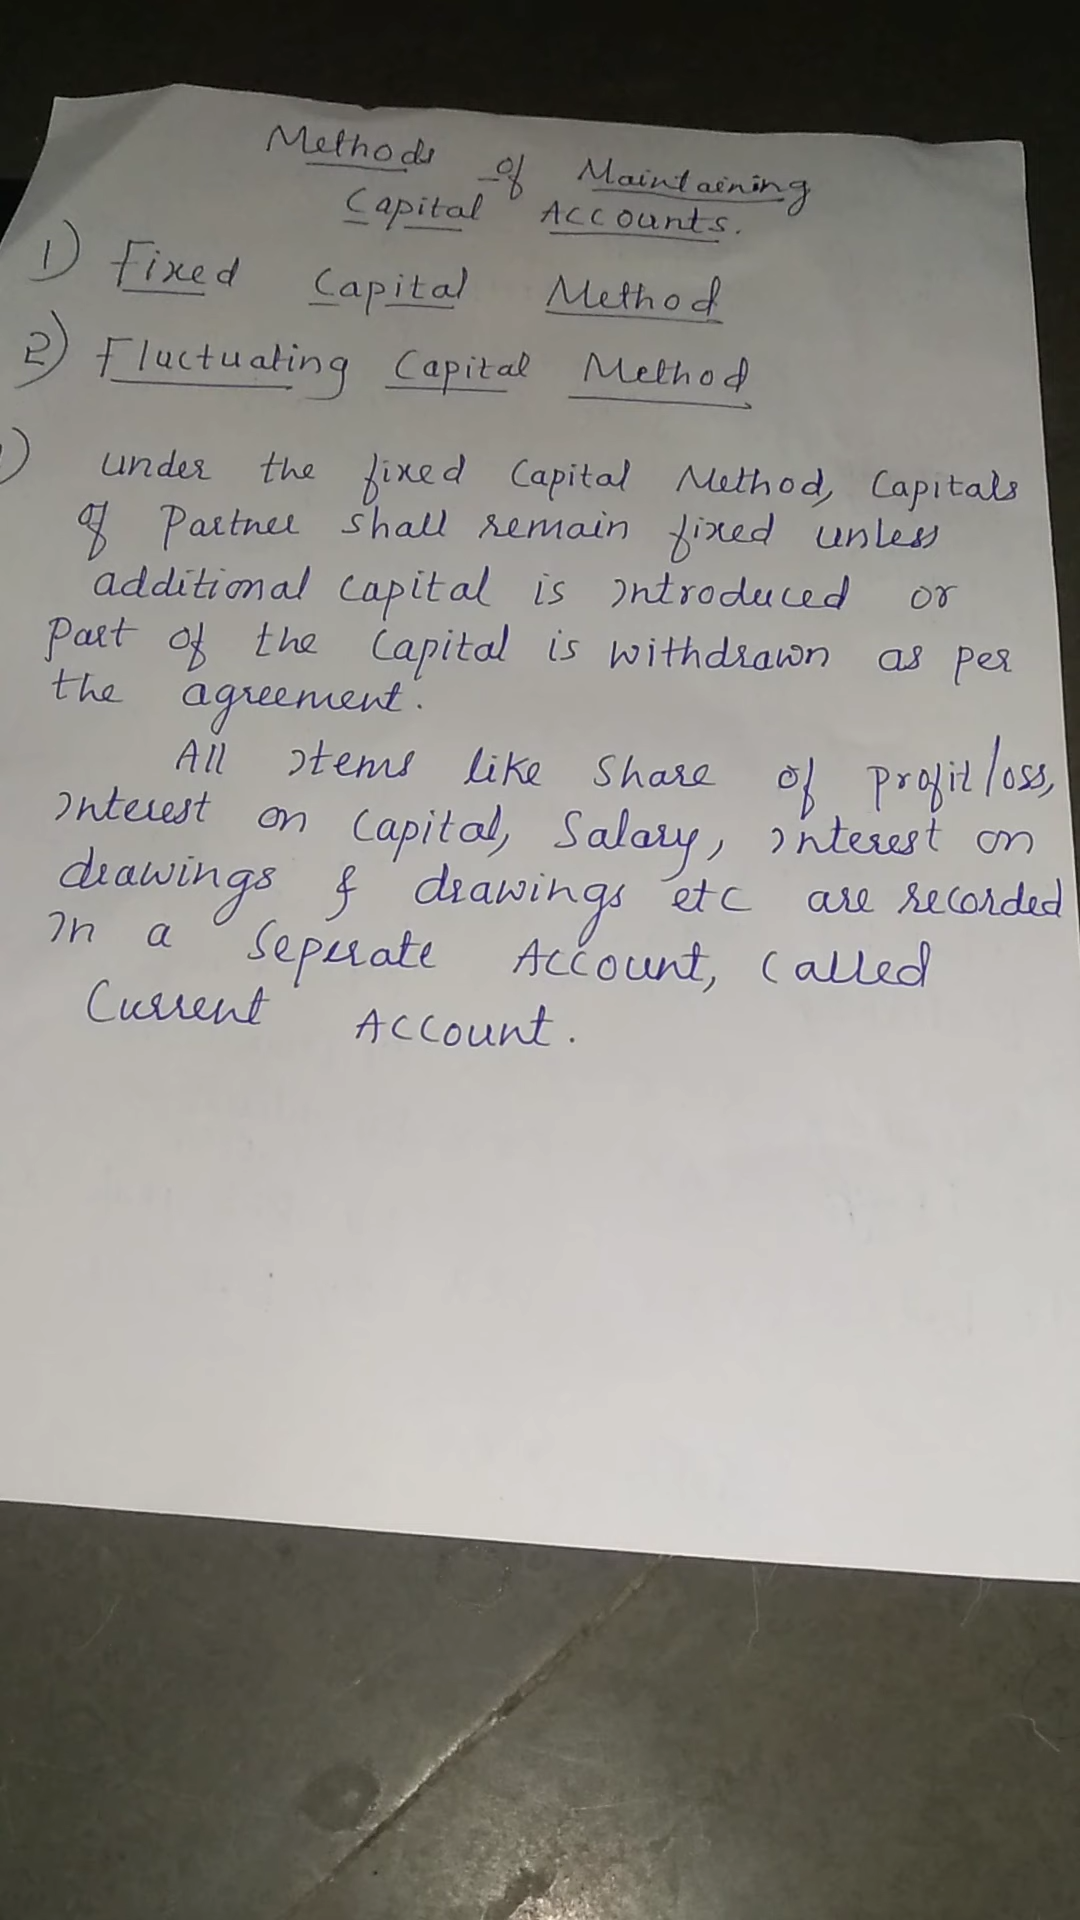 Methods of Maintaining
Capital Accounts.
1) Fixed Capital Method
2) Fluctuating Capital Method
) under the fixed Capital Method, Capitals
of Partner shall remain fixed unless
additional capital is introduced or
Part of the Capital is withdrawn as per
the agreement.
All items like Share of Profit/loss,
interest on Capital, Salary, interest on
drawings & drawings etc are recorded
in a Seperate Account, Called
Current Account.